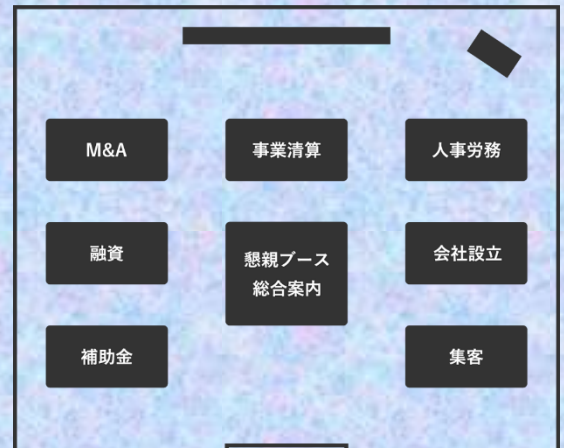 M&A
事業清算
人事労務
融資
懇親ブース
総合案内
会社設立
補助金
集客